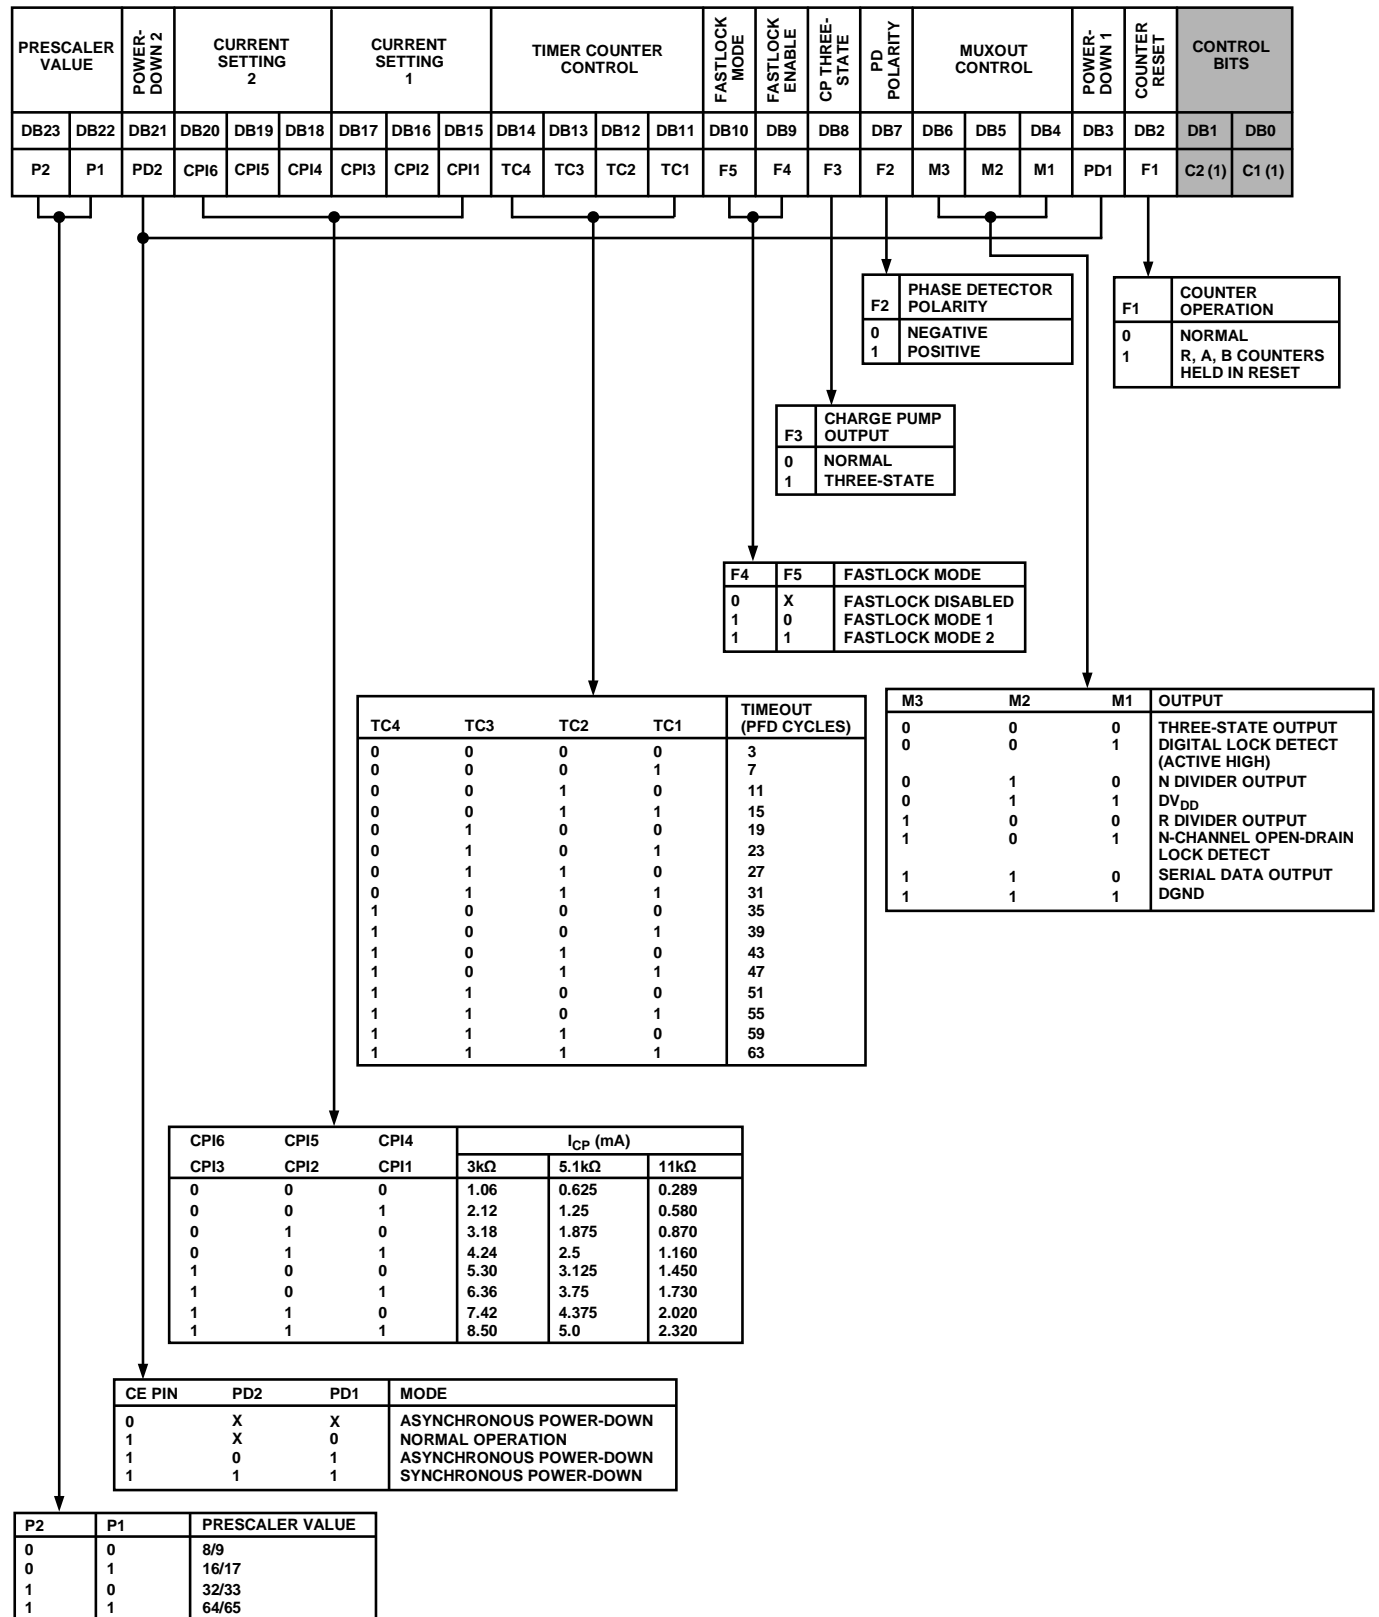 PRESCALER VALUE POWER-DOWN 2 CURRENT SETTING 2 CURRENT SETTING 1 TIMER COUNTER CONTROL FASTLOCK MODE FASTLOCK ENABLE CP THREE-STATE PD POLARITY MUXOUT CONTROL POWER-DOWN 1 COUNTER RESET CONTROL BITS
DB23 DB22 DB21 DB20 DB19 DB18 DB17 DB16 DB15 DB14 DB13 DB12 DB11 DB10 DB9 DB8 DB7 DB6 DB5 DB4 DB3 DB2 DB1 DB0
P2 P1 PD2 CPI6 CPI5 CPI4 CPI3 CPI2 CPI1 TC4 TC3 TC2 TC1 F5 F4 F3 F2 M3 M2 M1 PD1 F1 C2 (1) C1 (1)
F2 PHASE DETECTOR POLARITY
0 NEGATIVE
1 POSITIVE
F1 COUNTER OPERATION
0 NORMAL
1 R, A, B COUNTERS
HELD IN RESET
F3 CHARGE PUMP OUTPUT
0 NORMAL
1 THREE-STATE
F4 F5 FASTLOCK MODE
0 X FASTLOCK DISABLED
1 0 FASTLOCK MODE 1
1 1 FASTLOCK MODE 2
TC4 TC3 TC2 TC1 TIMEOUT (PFD CYCLES)
0 0 0 0 3
0 0 0 1 7
0 0 1 0 11
0 0 1 1 15
0 1 0 0 19
0 1 0 1 23
0 1 1 0 27
0 1 1 1 31
1 0 0 0 35
1 0 0 1 39
1 0 1 0 43
1 0 1 1 47
1 1 0 0 51
1 1 0 1 55
1 1 1 0 59
1 1 1 1 63
M3 M2 M1 OUTPUT
0 0 0 THREE-STATE OUTPUT
0 0 1 DIGITAL LOCK DETECT
(ACTIVE HIGH)
0 1 0 N DIVIDER OUTPUT
0 1 1 DVDD
1 0 0 R DIVIDER OUTPUT
1 0 1 N-CHANNEL OPEN-DRAIN
LOCK DETECT
1 1 0 SERIAL DATA OUTPUT
1 1 1 DGND
CPI6 CPI5 CPI4 ICP (mA)
CPI3 CPI2 CPI1 3kΩ 5.1kΩ 11kΩ
0 0 0 1.06 0.625 0.289
0 0 1 2.12 1.25 0.580
0 1 0 3.18 1.875 0.870
0 1 1 4.24 2.5 1.160
1 0 0 5.30 3.125 1.450
1 0 1 6.36 3.75 1.730
1 1 0 7.42 4.375 2.020
1 1 1 8.50 5.0 2.320
CE PIN PD2 PD1 MODE
0 X X ASYNCHRONOUS POWER-DOWN
1 X 0 NORMAL OPERATION
1 0 1 ASYNCHRONOUS POWER-DOWN
1 1 1 SYNCHRONOUS POWER-DOWN
P2 P1 PRESCALER VALUE
0 0 8/9
0 1 16/17
1 0 32/33
1 1 64/65